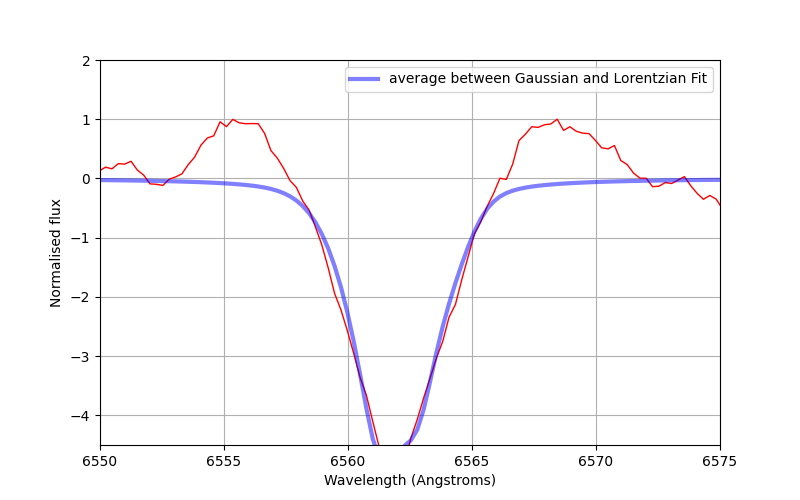 average between Gaussian and Lorentzian Fit
2
1
0
−1
−2
−3
−4
Normalised flux
6550 6555 6560 6565 6570 6575
Wavelength (Angstroms)